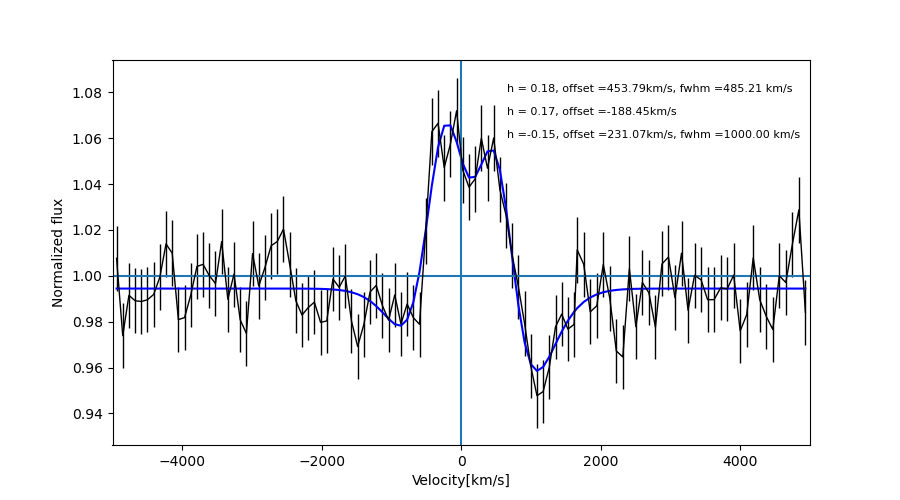 1.08
1.06
1.04
1.02
1.00
0.98
0.96
0.94
Normalized flux
h = 0.18, offset =453.79km/s, fwhm =485.21 km/s
h = 0.17, offset =-188.45km/s
h =-0.15, offset =231.07km/s, fwhm =1000.00 km/s
−4000 −2000 0 2000 4000
Velocity[km/s]